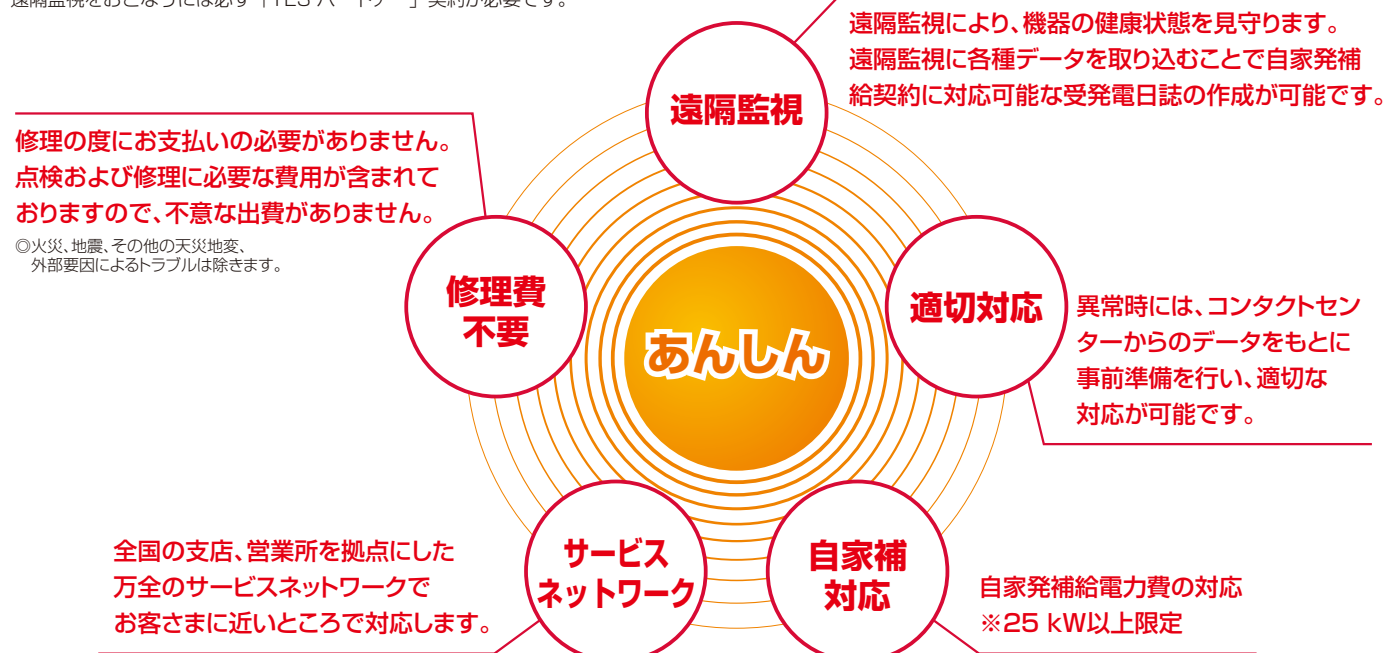 遠隔監視により、機器の健康状態を見守ります。
遠隔監視に各種データを取り込むことで自家発補
給契約に対応可能な受発電日誌の作成が可能です。
遠隔監視
修理の度にお支払いの必要がありません。
点検および修理に必要な費用が含まれて
おりますので、不意な出費がありません。
◎火災、地震、その他の天災地変、
外部要因によるトラブルは除きます。
修理費
不要
あんしん
適切対応
異常時には、コンタクトセン
ターからのデータをもとに
事前準備を行い、適切な
対応が可能です。
全国の支店、営業所を拠点にした
万全のサービスネットワークで
お客さまに近いところで対応します。
サービス
ネットワーク
自家補
対応
自家発補給電力費の対応
※25 kW以上限定